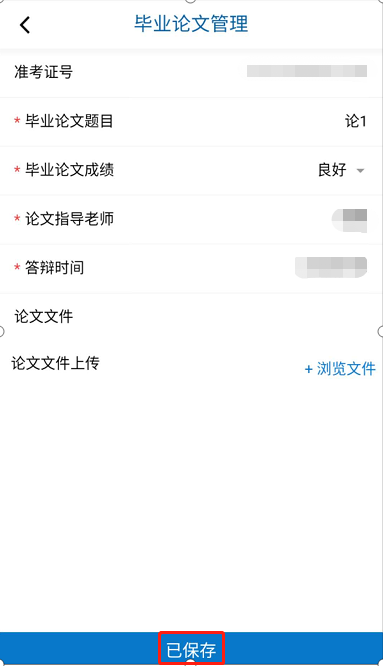 毕业论文管理
准考证号
* 毕业论文题目 论1
* 毕业论文成绩 良好
* 论文指导老师
* 答辩时间
论文文件
论文文件上传 + 浏览文件
已保存